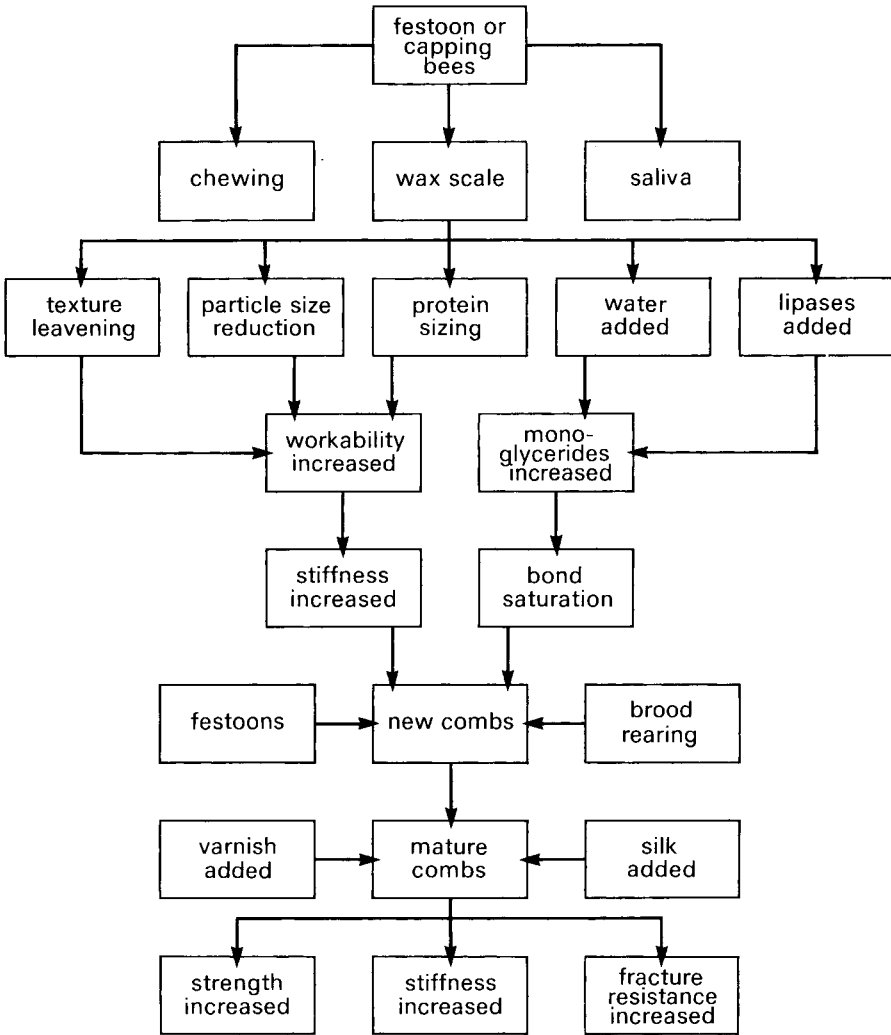 festoon or
capping
bees
chewing
wax scale
saliva
texture
leavening
particle size
reduction
protein
sizing
water
added
lipases
added
workability
increased
mono-
glycerides
increased
stiffness
increased
bond
saturation
festoons
new combs
brood
rearing
varnish
added
mature
combs
silk
added
strength
increased
stiffness
increased
fracture
resistance
increased